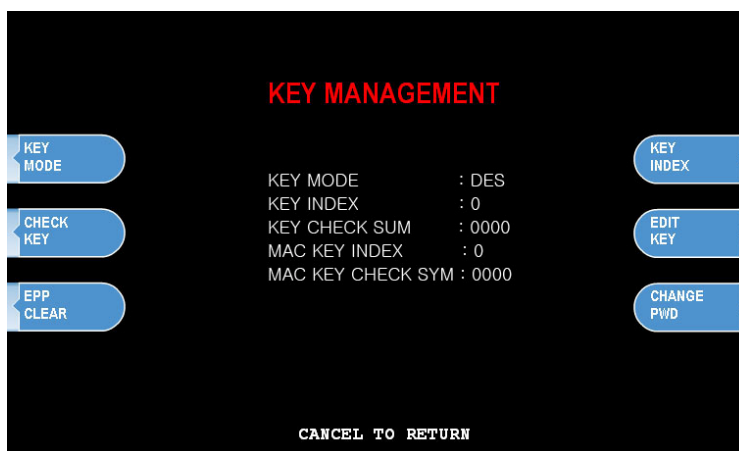 KEY MANAGEMENT
KEY
MODE
CHECK
KEY
EPP
CLEAR
KEY MODE : DES
KEY INDEX : 0
KEY CHECK SUM : 0000
MAC KEY INDEX : 0
MAC KEY CHECK SYM : 0000
KEY
INDEX
EDIT
KEY
CHANGE
PWD
CANCEL TO RETURN